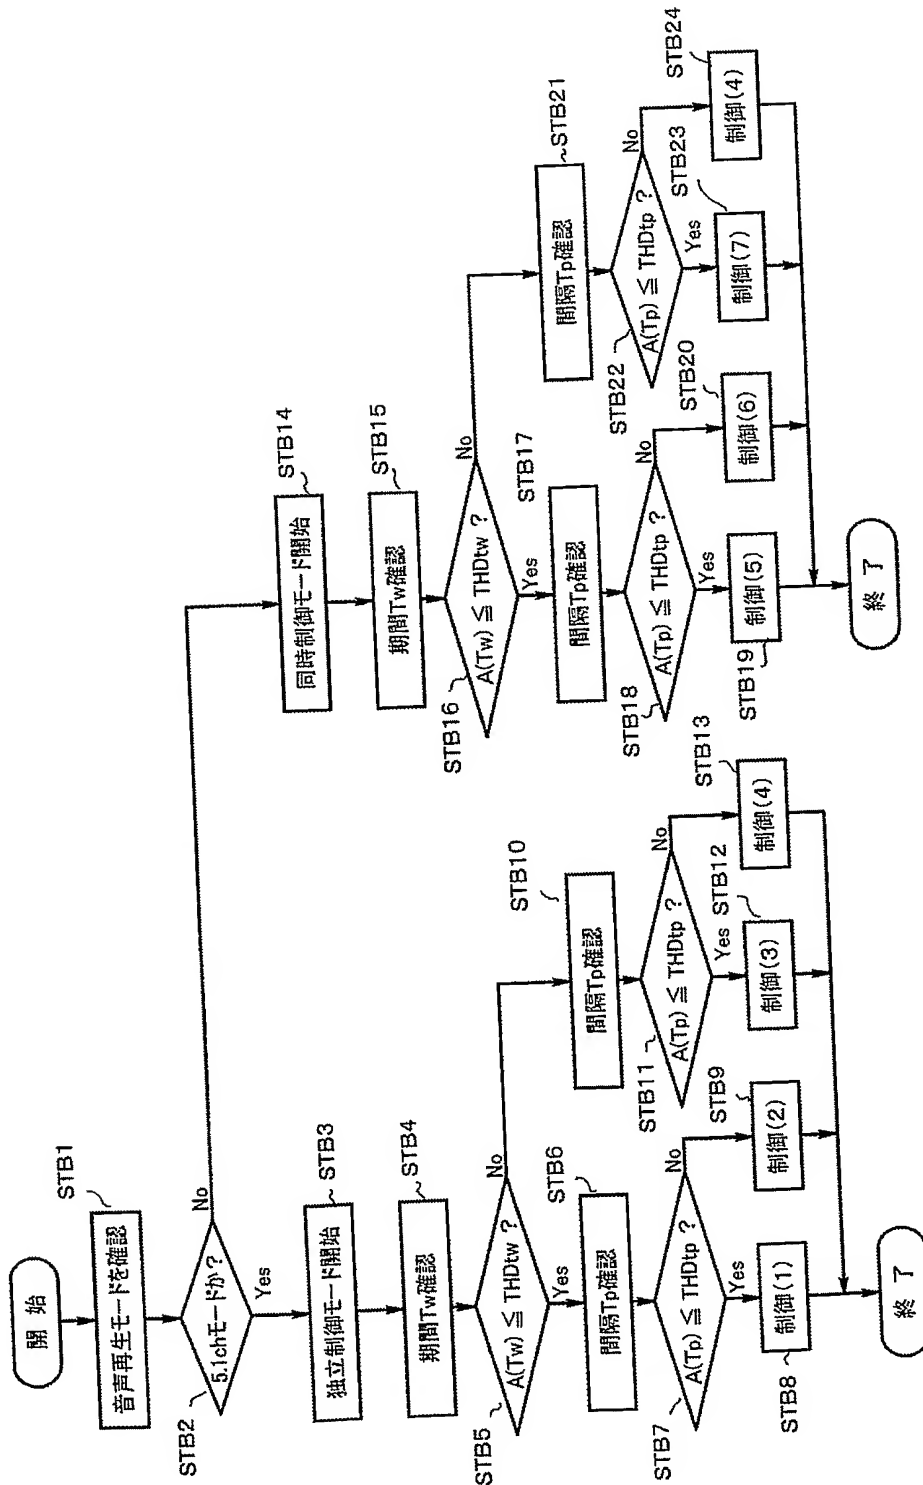 開 始
STB1
音声再生モードを確認
STB2
5.1chモードか?
No
Yes
STB3
独立制御モード開始
STB4
期間Tw確認
STB5
A(Tw) ≦ THDtw ?
No
Yes
STB6
間隔Tp確認
STB7
A(Tp) ≦ THDtp ?
No
Yes
STB8
制御(1)
STB9
制御(2)
STB10
間隔Tp確認
STB11
A(Tp) ≦ THDtp ?
No
Yes
STB12
制御(3)
STB13
制御(4)
終 了
STB14
同時制御モード開始
STB15
期間Tw確認
STB16
A(Tw) ≦ THDtw ?
No
Yes
STB17
間隔Tp確認
STB18
A(Tp) ≦ THDtp ?
No
Yes
STB19
制御(5)
STB20
制御(6)
STB21
間隔Tp確認
STB22
A(Tp) ≦ THDtp ?
No
Yes
STB23
制御(7)
STB24
制御(4)
終 了